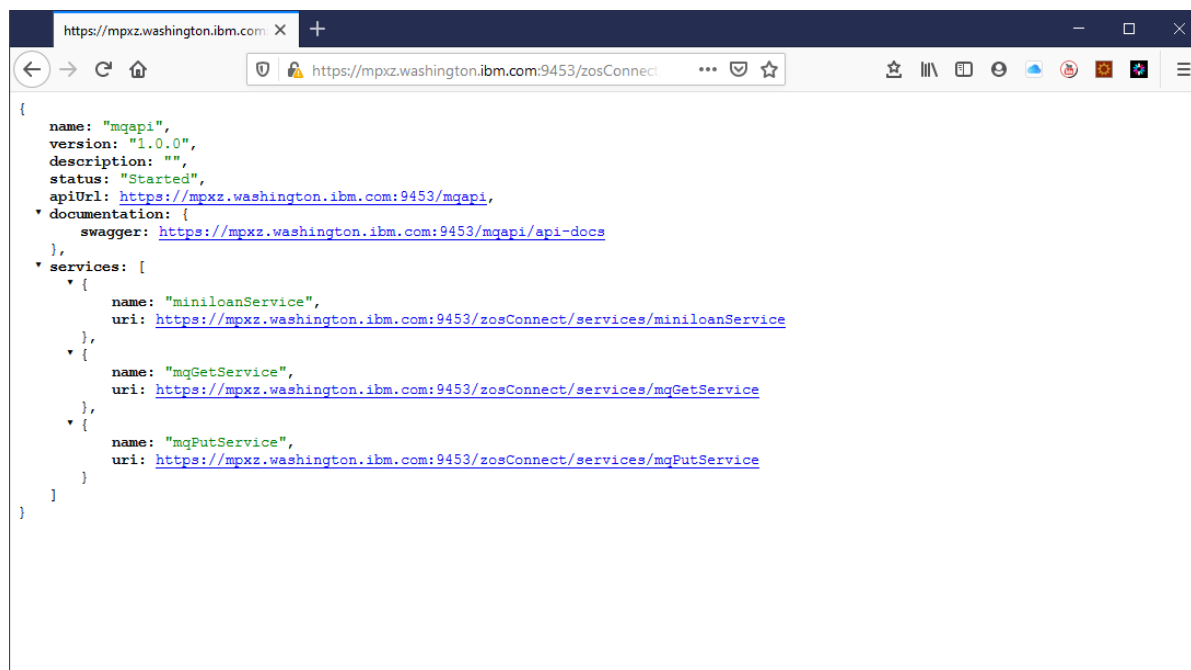 https://mpxz.washington.ibm.com
https://mpxz.washington.ibm.com:9453/zosConnect
{
name: "mqapi",
version: "1.0.0",
description: "",
status: "Started",
apiUrl: https://mpxz.washington.ibm.com:9453/mqapi,
documentation: {
swagger: https://mpxz.washington.ibm.com:9453/mqapi/api-docs
},
services: [
{
name: "miniloanService",
uri: https://mpxz.washington.ibm.com:9453/zosConnect/services/miniloanService
},
{
name: "mqGetService",
uri: https://mpxz.washington.ibm.com:9453/zosConnect/services/mqGetService
},
{
name: "mqPutService",
uri: https://mpxz.washington.ibm.com:9453/zosConnect/services/mqPutService
}
]
}